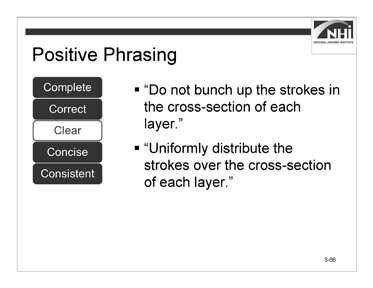 NHI
NATIONAL HIGHWAY INSTITUTE
Positive Phrasing
Complete
Correct
Clear
Concise
Consistent
▪ “Do not bunch up the strokes in
the cross-section of each
layer.”
▪ “Uniformly distribute the
strokes over the cross-section
of each layer.”
3-66